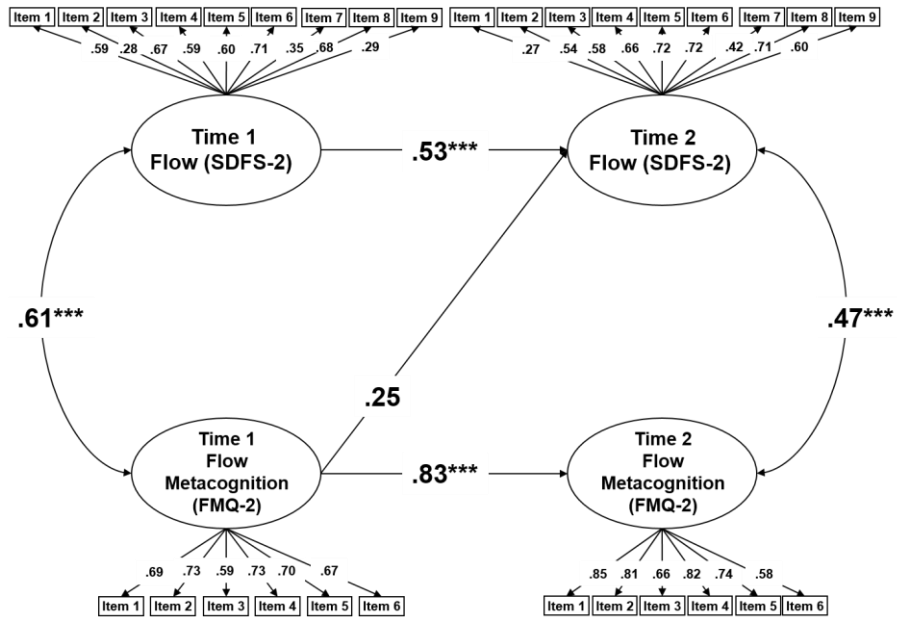 Item 1 Item 2 Item 3 Item 4 Item 5 Item 6 Item 7 Item 8 Item 9
Item 1 Item 2 Item 3 Item 4 Item 5 Item 6 Item 7 Item 8 Item 9
.59 .28 .67 .59 .60 .71 .35 .68 .29
.27 .54 .58 .66 .72 .72 .42 .71 .60
Time 1
Flow (SDFS-2)
.53***
Time 2
Flow (SDFS-2)
.61***
.47***
.25
Time 1
Flow
Metacognition
(FMQ-2)
.83***
Time 2
Flow
Metacognition
(FMQ-2)
.69 .73 .59 .73 .70 .67
.85 .81 .66 .82 .74 .58
Item 1 Item 2 Item 3 Item 4 Item 5 Item 6
Item 1 Item 2 Item 3 Item 4 Item 5 Item 6